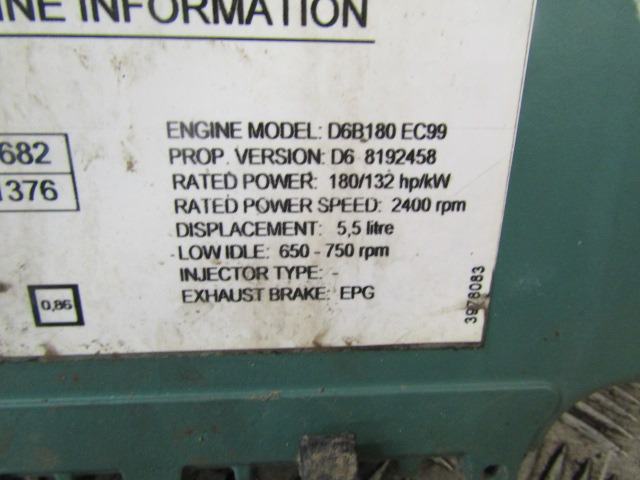 INE INFORMATION
ENGINE MODEL: D6B180 EC99
682
PROP. VERSION: D6 8192458
1376
RATED POWER: 180/132 hp/kW
RATED POWER SPEED: 2400 rpm
DISPLACEMENT: 5,5 litre
LOW IDLE: 650 - 750 rpm
INJECTOR TYPE: -
EXHAUST BRAKE: EPG
0,86
3978083